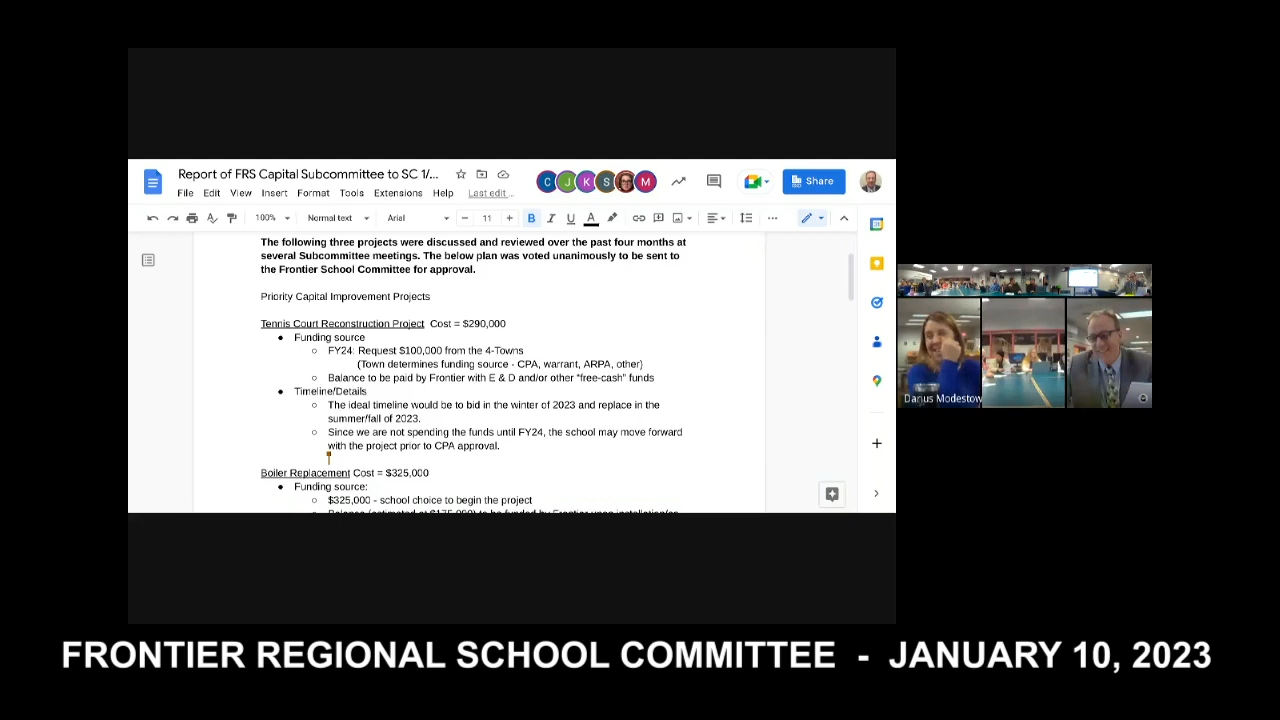 Report of FRS Capital Subcommittee to SC 1/...
File Edit View Insert Format Tools Extensions Help Last edit ...
C J K S M
Share
100% Normal text Arial 11 B I U A
The following three projects were discussed and reviewed over the past four months at
several Subcommittee meetings. The below plan was voted unanimously to be sent to
the Frontier School Committee for approval.
Priority Capital Improvement Projects
Tennis Court Reconstruction Project Cost = $290,000
Funding source
FY24: Request $100,000 from the 4-Towns
(Town determines funding source - CPA, warrant, ARPA, other)
Balance to be paid by Frontier with E & D and/or other "free-cash" funds
Timeline/Details
The ideal timeline would be to bid in the winter of 2023 and replace in the
summer/fall of 2023.
Since we are not spending the funds until FY24, the school may move forward
with the project prior to CPA approval.
Boiler Replacement Cost = $325,000
Funding source:
$325,000 - school choice to begin the project
Darius Modestow
FRONTIER REGIONAL SCHOOL COMMITTEE - JANUARY 10, 2023